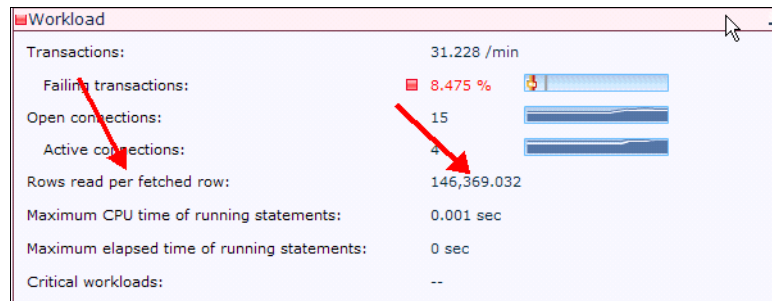 Workload
Transactions: 31.228 /min
Failing transactions: 8.475 %
Open connections: 15
Active connections: 4
Rows read per fetched row: 146,369.032
Maximum CPU time of running statements: 0.001 sec
Maximum elapsed time of running statements: 0 sec
Critical workloads: --